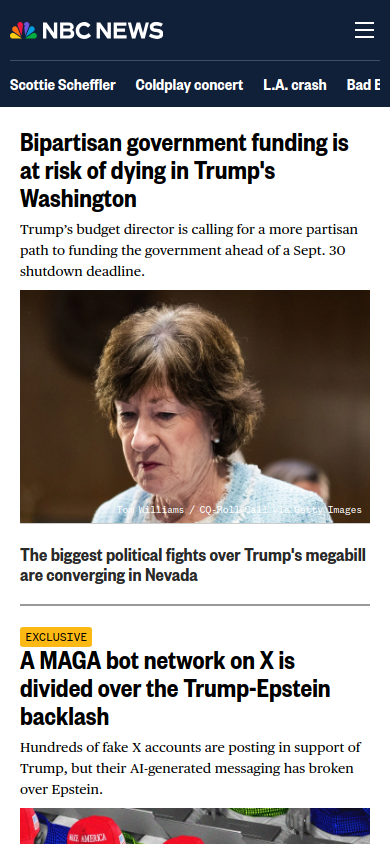 NBC NEWS
Scottie Scheffler Coldplay concert L.A. crash Bad B
Bipartisan government funding is
at risk of dying in Trump's
Washington
Trump’s budget director is calling for a more partisan
path to funding the government ahead of a Sept. 30
shutdown deadline.
Tom Williams / CQ-Roll Call via Getty Images
The biggest political fights over Trump's megabill
are converging in Nevada
EXCLUSIVE
A MAGA bot network on X is
divided over the Trump-Epstein
backlash
Hundreds of fake X accounts are posting in support of
Trump, but their AI-generated messaging has broken
over Epstein.
MAKE AMERICA